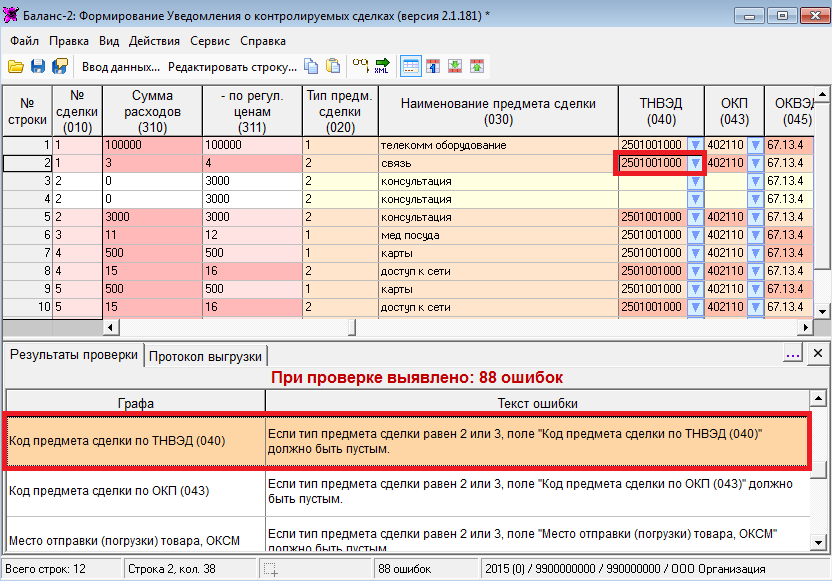 Баланс-2: Формирование Уведомления о контролируемых сделках (версия 2.1.181) *
Файл Правка Вид Действия Сервис Справка
Ввод данных... Редактировать строку... XML
№ строки № сделки (010) Сумма расходов (310) - по регул. ценам (311) Тип предм. сделки (020) Наименование предмета сделки (030) ТНВЭД (040) ОКП (043) ОКВЭД (045)
1 1 100000 100000 1 телекомм оборудование 2501001000 402110 67.13.4
2 1 3 4 2 связь 2501001000 402110 67.13.4
3 2 0 3000 2 консультация 67.13.4
4 2 0 3000 2 консультация 67.13.4
5 2 3000 3000 2 консультация 2501001000 402110 67.13.4
6 3 11 12 1 мед посуда 2501001000 402110 67.13.4
7 4 500 500 1 карты 2501001000 402110 67.13.4
8 4 15 16 2 доступ к сети 2501001000 402110 67.13.4
9 5 500 500 1 карты 2501001000 402110 67.13.4
10 5 15 16 2 доступ к сети 2501001000 402110 67.13.4
Результаты проверки Протокол выгрузки ...
При проверке выявлено: 88 ошибок
Графа Текст ошибки
Код предмета сделки по ТНВЭД (040) Если тип предмета сделки равен 2 или 3, поле "Код предмета сделки по ТНВЭД (040)"
должно быть пустым.
Код предмета сделки по ОКП (043) Если тип предмета сделки равен 2 или 3, поле "Код предмета сделки по ОКП (043)" должно
быть пустым.
Место отправки (погрузки) товара, ОКСМ Если тип предмета сделки равен 2 или 3, поле "Место отправки (погрузки) товара, ОКСМ"
должно быть пустым.
Всего строк: 12 Строка 2, кол. 38 88 ошибок 2015 (0) / 9900000000 / 990000000 / ООО Организация